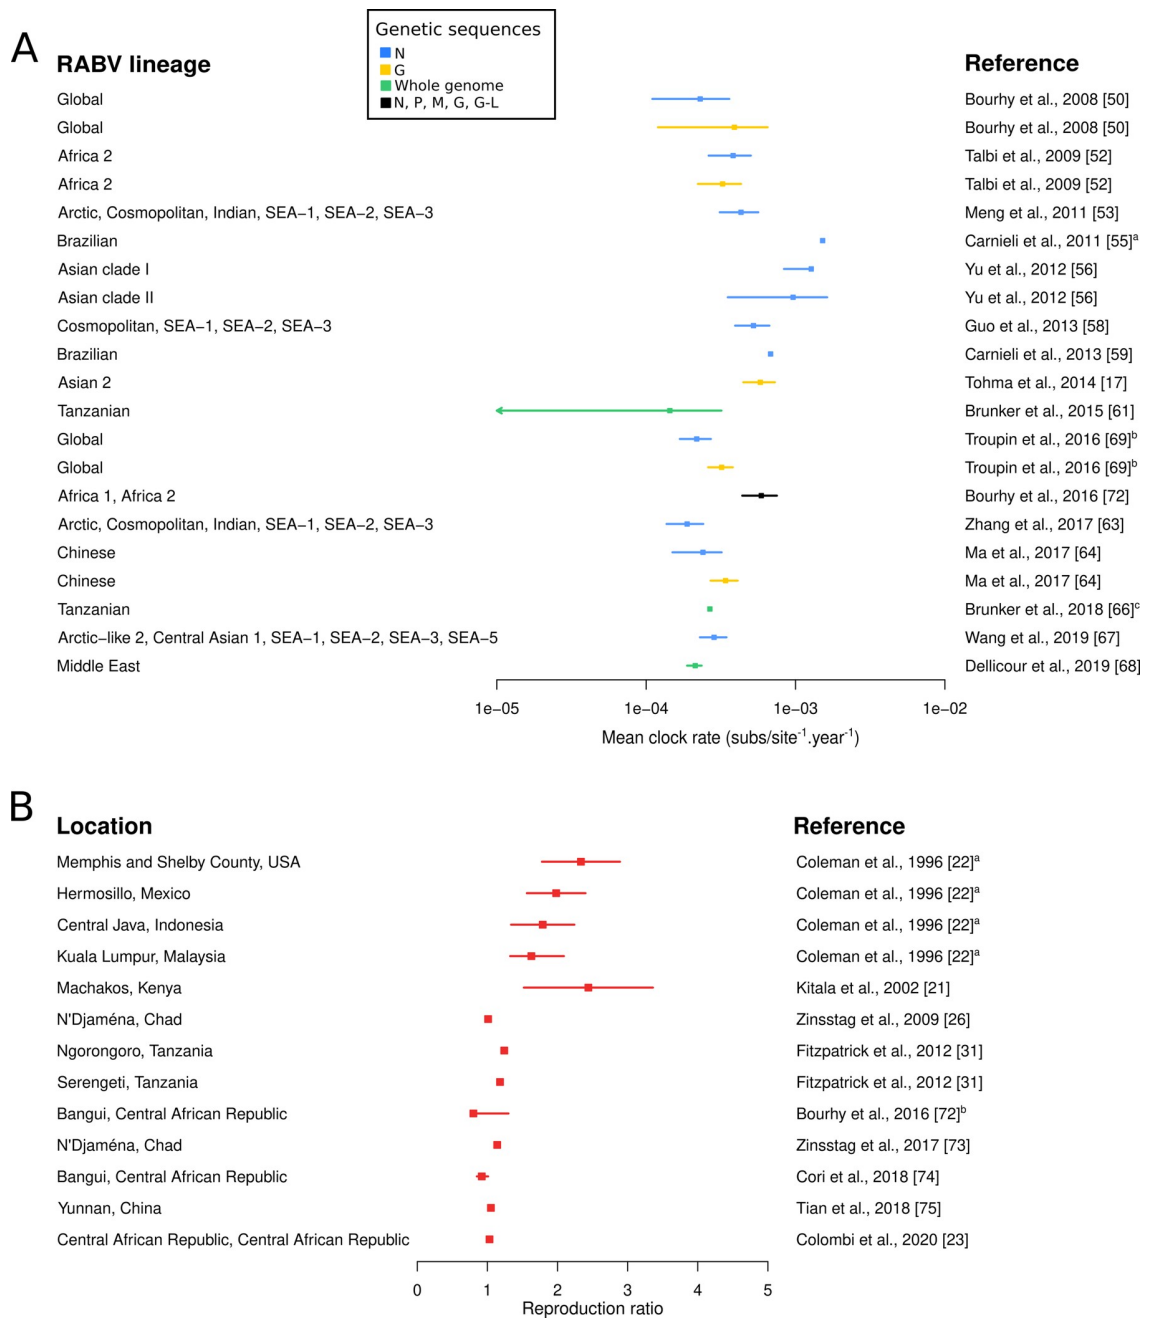 A
Genetic sequences
N
G
Whole genome
N, P, M, G, G-L
RABV lineage Reference
Global Bourhy et al., 2008 [50]
Global Bourhy et al., 2008 [50]
Africa 2 Talbi et al., 2009 [52]
Africa 2 Talbi et al., 2009 [52]
Arctic, Cosmopolitan, Indian, SEA−1, SEA−2, SEA−3 Meng et al., 2011 [53]
Brazilian Carnieli et al., 2011 [55]ᵃ
Asian clade I Yu et al., 2012 [56]
Asian clade II Yu et al., 2012 [56]
Cosmopolitan, SEA−1, SEA−2, SEA−3 Guo et al., 2013 [58]
Brazilian Carnieli et al., 2013 [59]
Asian 2 Tohma et al., 2014 [17]
Tanzanian Brunker et al., 2015 [61]
Global Troupin et al., 2016 [69]ᵇ
Global Troupin et al., 2016 [69]ᵇ
Africa 1, Africa 2 Bourhy et al., 2016 [72]
Arctic, Cosmopolitan, Indian, SEA−1, SEA−2, SEA−3 Zhang et al., 2017 [63]
Chinese Ma et al., 2017 [64]
Chinese Ma et al., 2017 [64]
Tanzanian Brunker et al., 2018 [66]ᶜ
Arctic−like 2, Central Asian 1, SEA−1, SEA−2, SEA−3, SEA−5 Wang et al., 2019 [67]
Middle East Dellicour et al., 2019 [68]
1e−05 1e−04 1e−03 1e−02
Mean clock rate (subs/site⁻¹.year⁻¹)
B
Location Reference
Memphis and Shelby County, USA Coleman et al., 1996 [22]ᵃ
Hermosillo, Mexico Coleman et al., 1996 [22]ᵃ
Central Java, Indonesia Coleman et al., 1996 [22]ᵃ
Kuala Lumpur, Malaysia Coleman et al., 1996 [22]ᵃ
Machakos, Kenya Kitala et al., 2002 [21]
N'Djaména, Chad Zinsstag et al., 2009 [26]
Ngorongoro, Tanzania Fitzpatrick et al., 2012 [31]
Serengeti, Tanzania Fitzpatrick et al., 2012 [31]
Bangui, Central African Republic Bourhy et al., 2016 [72]ᵇ
N'Djaména, Chad Zinsstag et al., 2017 [73]
Bangui, Central African Republic Cori et al., 2018 [74]
Yunnan, China Tian et al., 2018 [75]
Central African Republic, Central African Republic Colombi et al., 2020 [23]
0 1 2 3 4 5
Reproduction ratio